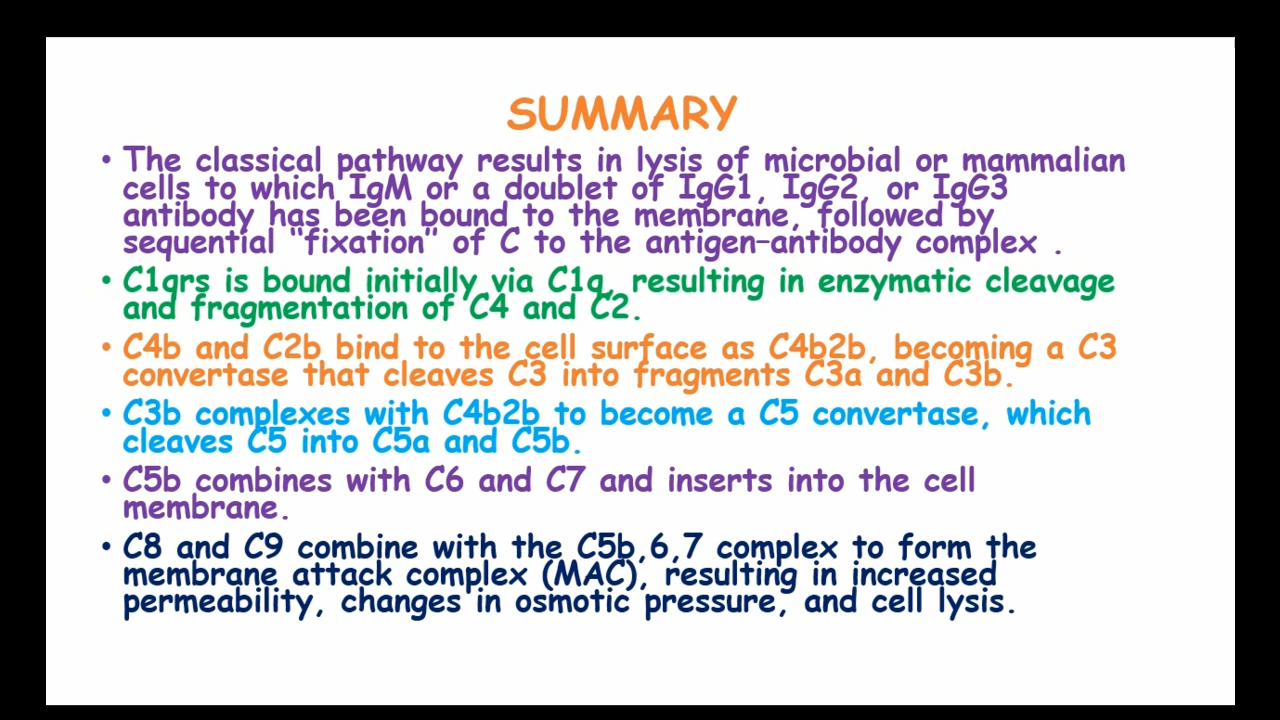 SUMMARY
• The classical pathway results in lysis of microbial or mammalian
cells to which IgM or a doublet of IgG1, IgG2, or IgG3
antibody has been bound to the membrane, followed by
sequential “fixation” of C to the antigen–antibody complex .
• C1qrs is bound initially via C1q, resulting in enzymatic cleavage
and fragmentation of C4 and C2.
• C4b and C2b bind to the cell surface as C4b2b, becoming a C3
convertase that cleaves C3 into fragments C3a and C3b.
• C3b complexes with C4b2b to become a C5 convertase, which
cleaves C5 into C5a and C5b.
• C5b combines with C6 and C7 and inserts into the cell
membrane.
• C8 and C9 combine with the C5b,6,7 complex to form the
membrane attack complex (MAC), resulting in increased
permeability, changes in osmotic pressure, and cell lysis.